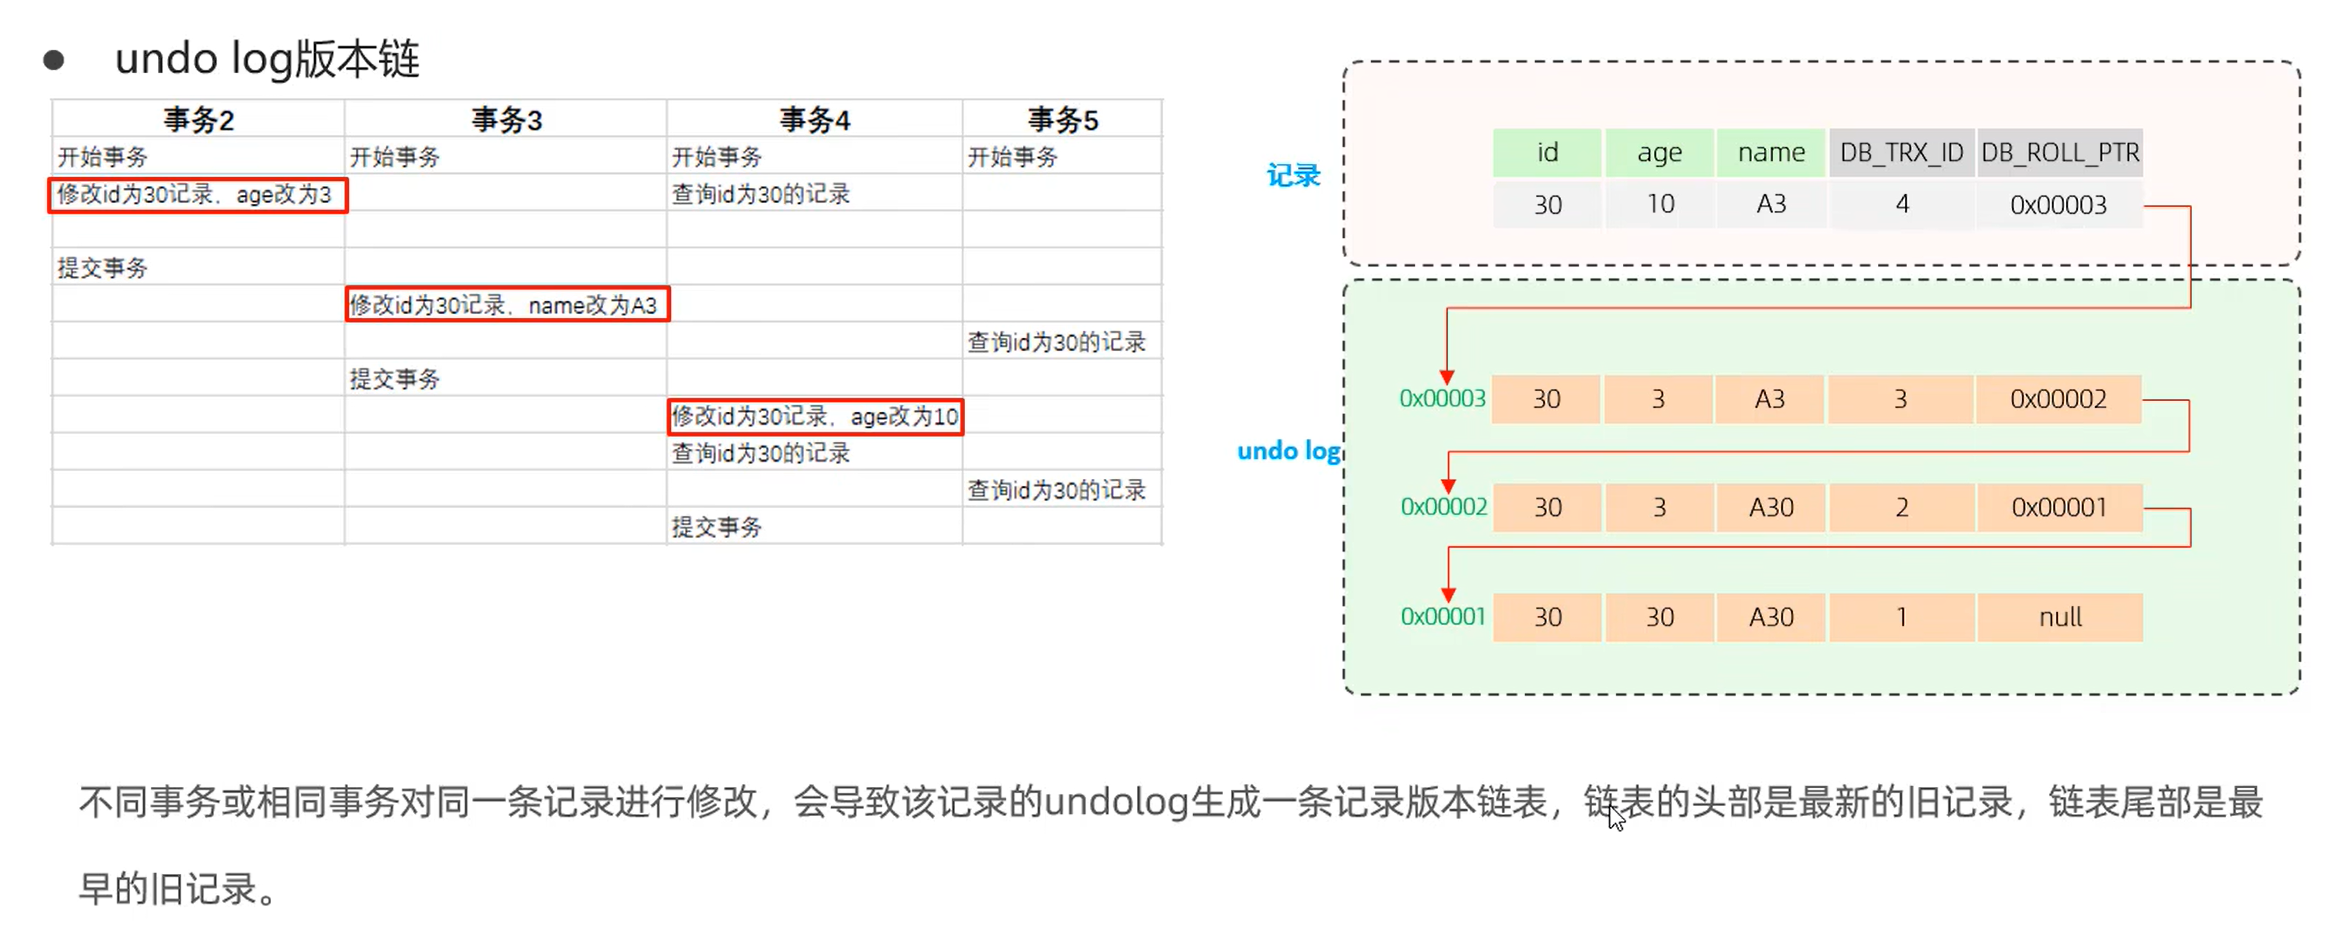 undo log版本链
事务2 事务3 事务4 事务5
开始事务 开始事务 开始事务 开始事务
修改id为30记录，age改为3 查询id为30的记录
提交事务
修改id为30记录，name改为A3
查询id为30的记录
提交事务
修改id为30记录，age改为10
查询id为30的记录
查询id为30的记录
提交事务
记录
id age name DB_TRX_ID DB_ROLL_PTR
30 10 A3 4 0x00003
undo log
0x00003 30 3 A3 3 0x00002
0x00002 30 3 A30 2 0x00001
0x00001 30 30 A30 1 null
不同事务或相同事务对同一条记录进行修改，会导致该记录的undolog生成一条记录版本链表，链表的头部是最新的旧记录，链表尾部是最
早的旧记录。